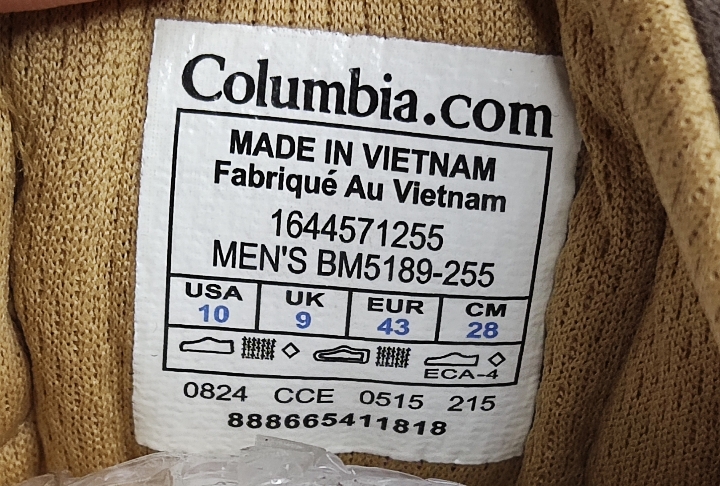 Columbia.com
MADE IN VIETNAM
Fabriqué Au Vietnam
1644571255
MEN'S BM5189-255
USA UK EUR CM
10 9 43 28
ECA-4
0824 CCE 0515 215
888665411818